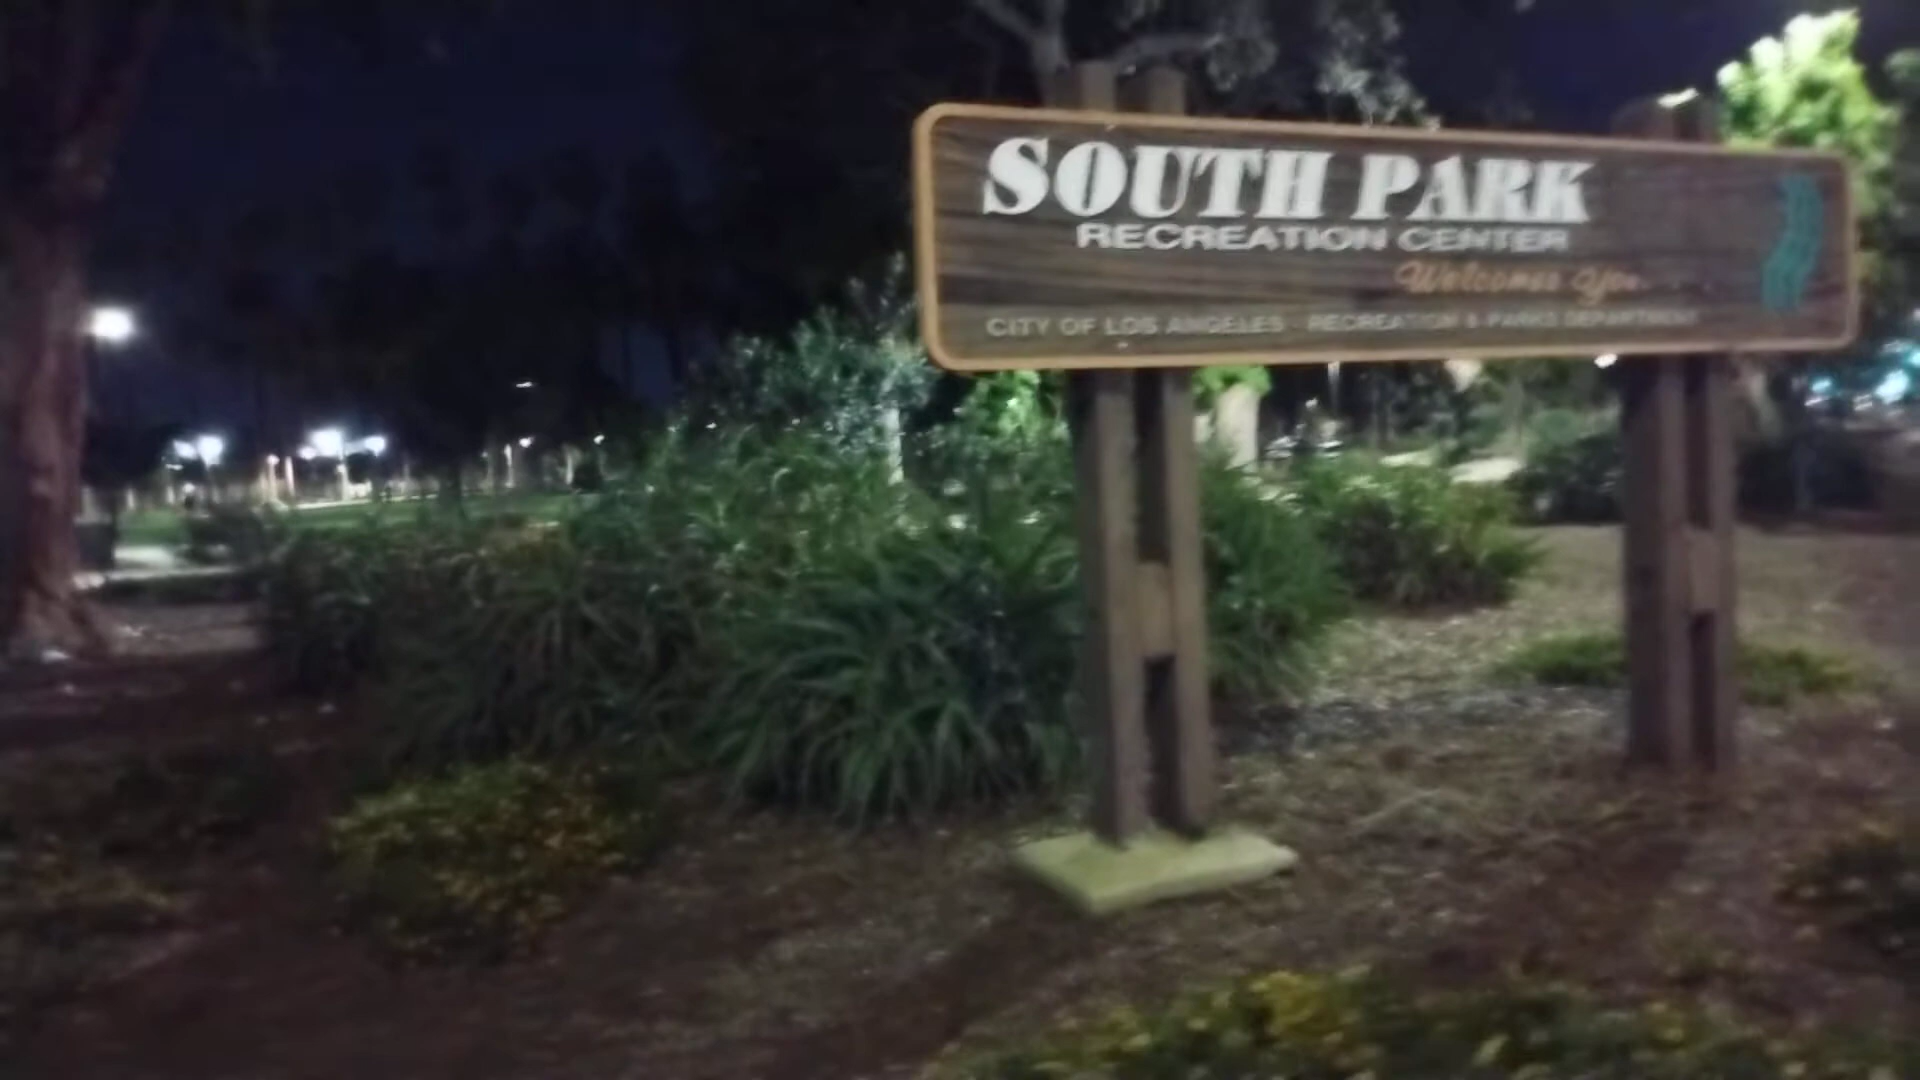 SOUTH PARK
RECREATION CENTER
Welcomes You
CITY OF LOS ANGELES - RECREATION & PARKS DEPARTMENT